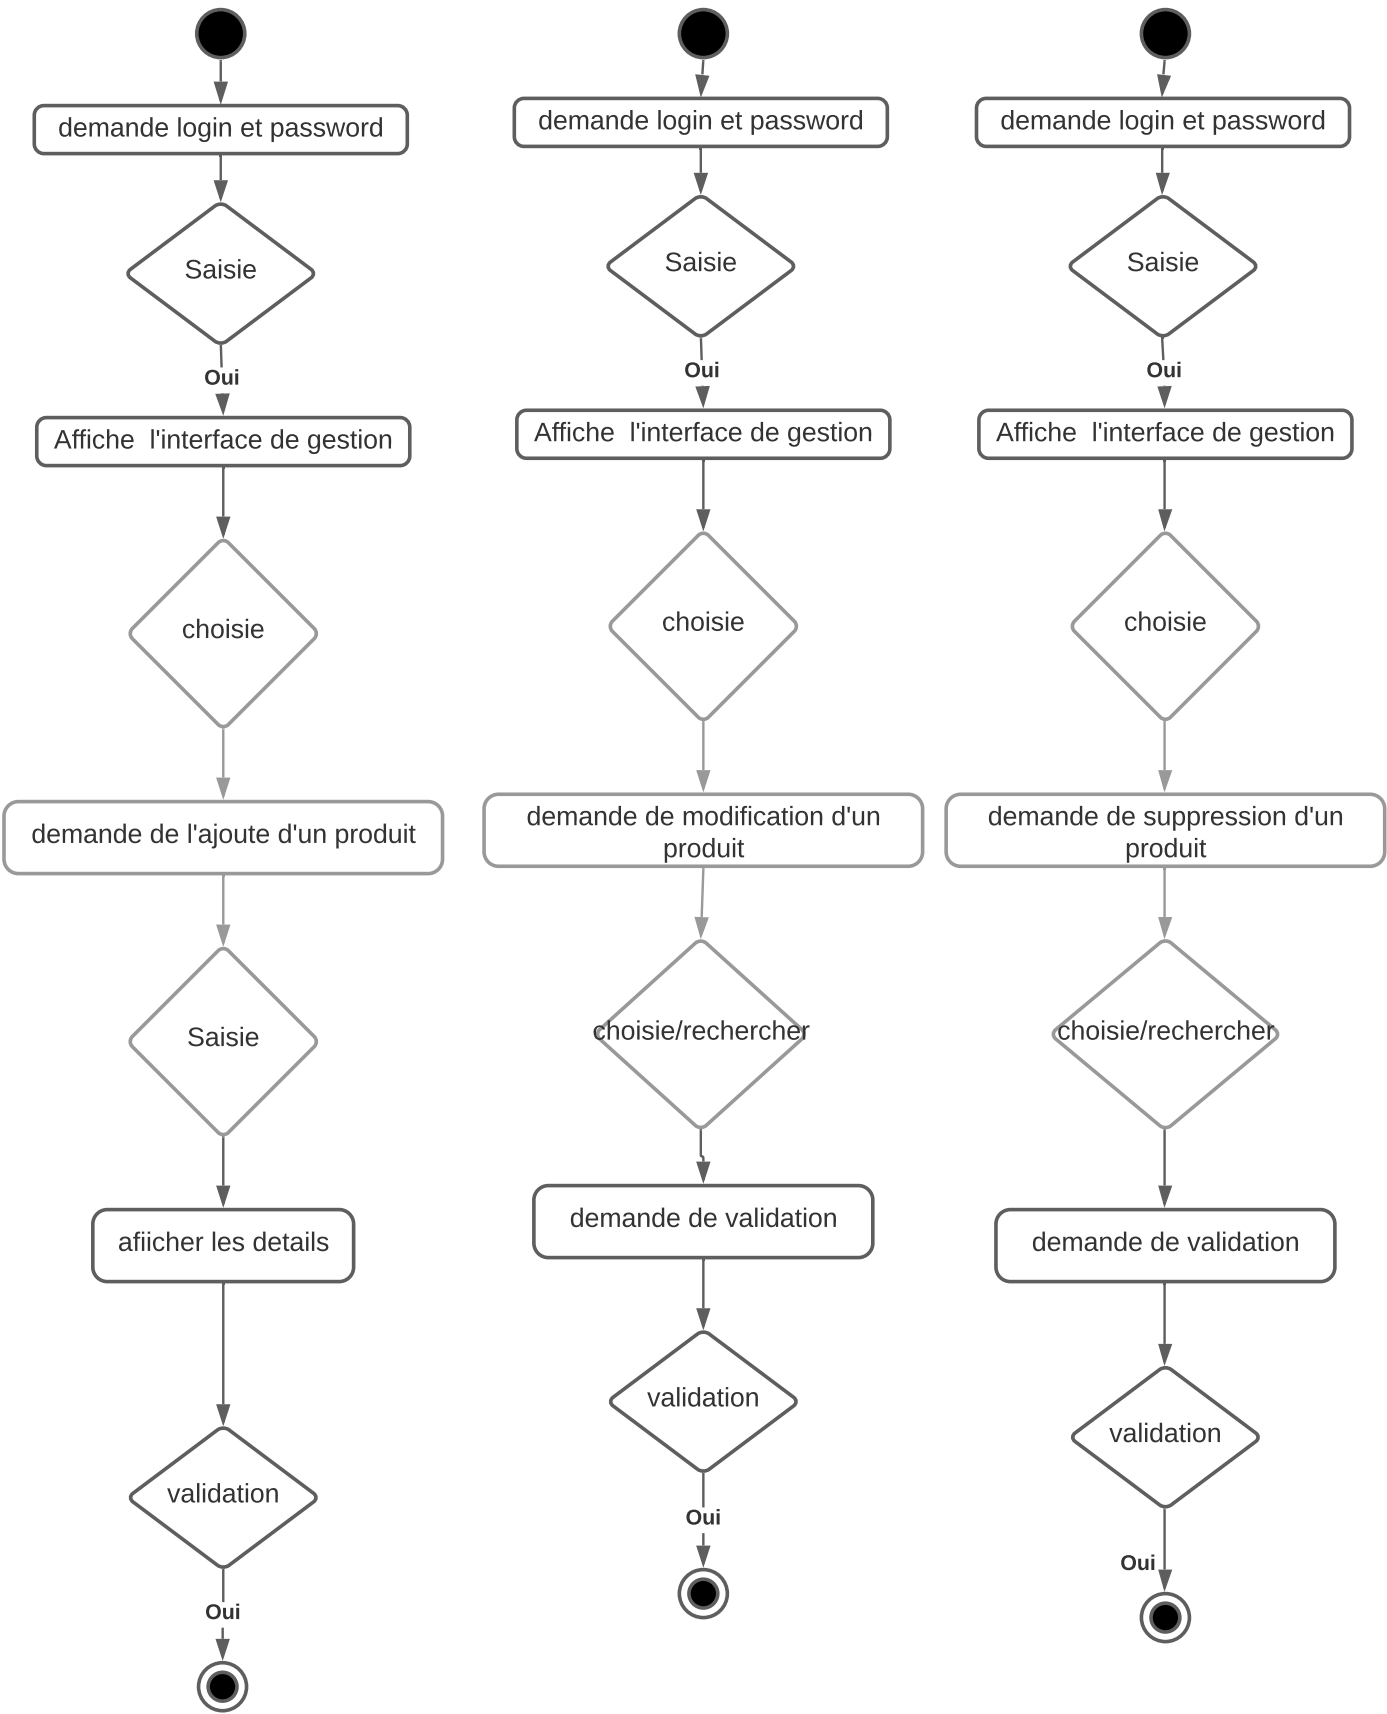 demande login et password
Saisie
Oui
Affiche  l'interface de gestion
choisie
demande de l'ajoute d'un produit
Saisie
afiicher les details
validation
Oui
demande login et password
Saisie
Oui
Affiche  l'interface de gestion
choisie
demande de modification d'un
produit
choisie/rechercher
demande de validation
validation
Oui
demande login et password
Saisie
Oui
Affiche  l'interface de gestion
choisie
demande de suppression d'un
produit
choisie/rechercher
demande de validation
validation
Oui